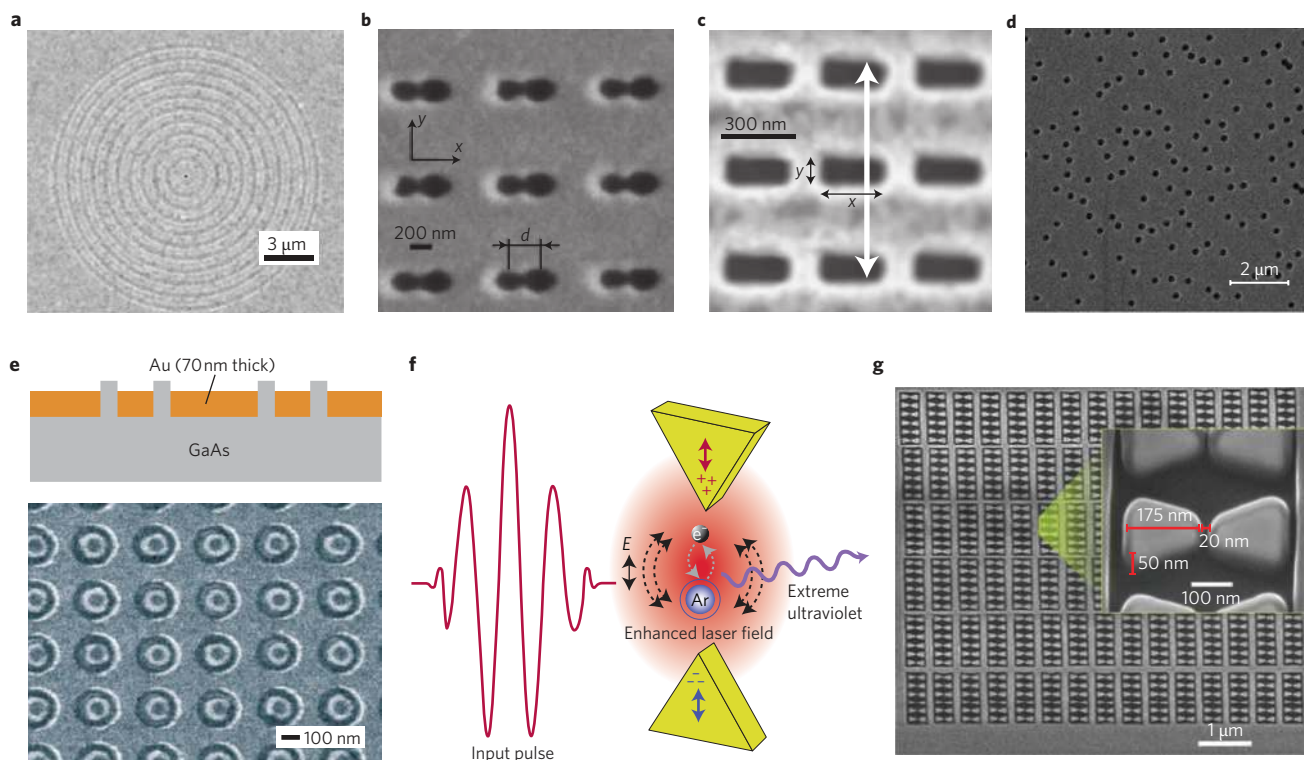 a
3 µm
b
y
x
200 nm
d
c
300 nm
y
x
d
2 µm
e
Au (70 nm thick)
GaAs
100 nm
f
E
+ +
+
e⁻
Ar
Enhanced laser field
Extreme
ultraviolet
–
– –
Input pulse
g
175 nm
20 nm
50 nm
100 nm
1 µm